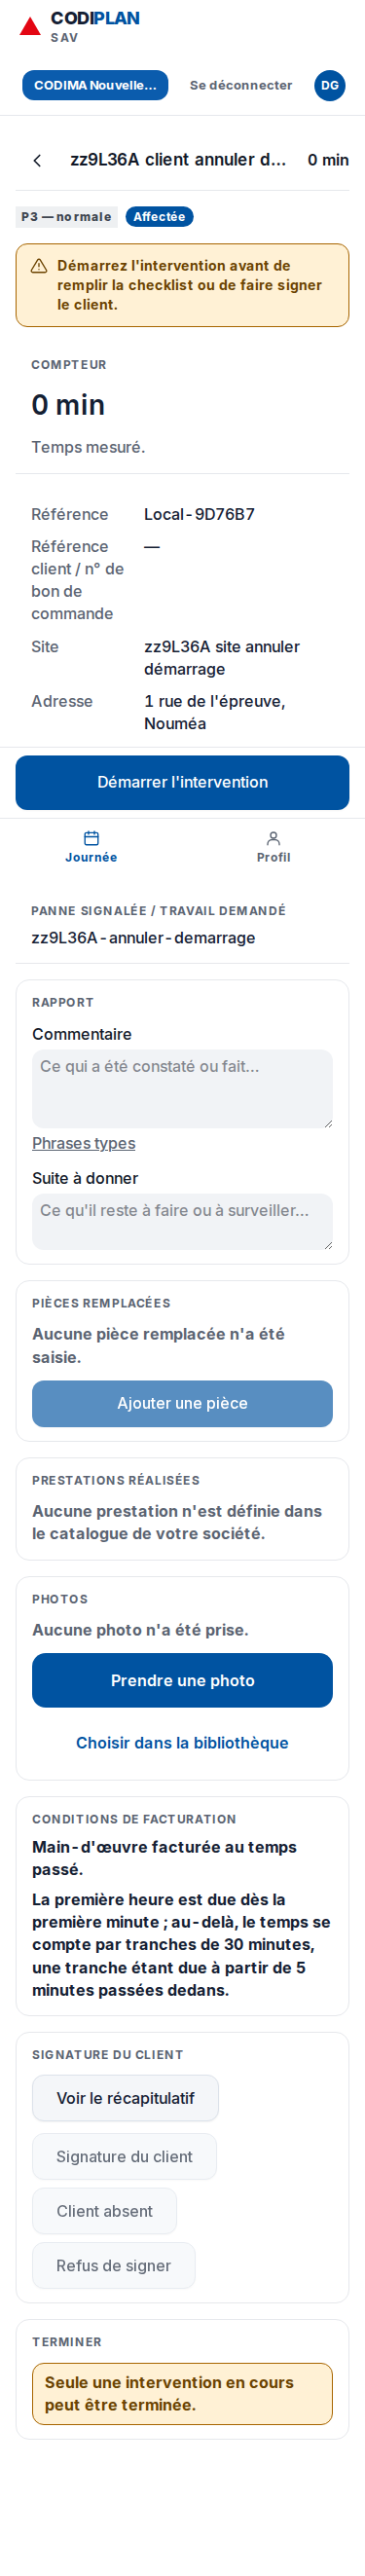 CODIPLAN
SAV
CODIMA Nouvelle...
Se déconnecter
DG
zz9L36A client annuler d...
0 min
P3 — normale
Affectée
Démarrez l'intervention avant de
remplir la checklist ou de faire signer
le client.
COMPTEUR
0 min
Temps mesuré.
Référence
Local-9D76B7
Référence
client / n° de
bon de
commande
—
Site
zz9L36A site annuler
démarrage
Adresse
1 rue de l'épreuve,
Nouméa
Démarrer l'intervention
Journée
Profil
PANNE SIGNALÉE / TRAVAIL DEMANDÉ
zz9L36A-annuler-demarrage
RAPPORT
Commentaire
Ce qui a été constaté ou fait...
Phrases types
Suite à donner
Ce qu'il reste à faire ou à surveiller...
PIÈCES REMPLACÉES
Aucune pièce remplacée n'a été
saisie.
Ajouter une pièce
PRESTATIONS RÉALISÉES
Aucune prestation n'est définie dans
le catalogue de votre société.
PHOTOS
Aucune photo n'a été prise.
Prendre une photo
Choisir dans la bibliothèque
CONDITIONS DE FACTURATION
Main-d'œuvre facturée au temps
passé.
La première heure est due dès la
première minute ; au-delà, le temps se
compte par tranches de 30 minutes,
une tranche étant due à partir de 5
minutes passées dedans.
SIGNATURE DU CLIENT
Voir le récapitulatif
Signature du client
Client absent
Refus de signer
TERMINER
Seule une intervention en cours
peut être terminée.